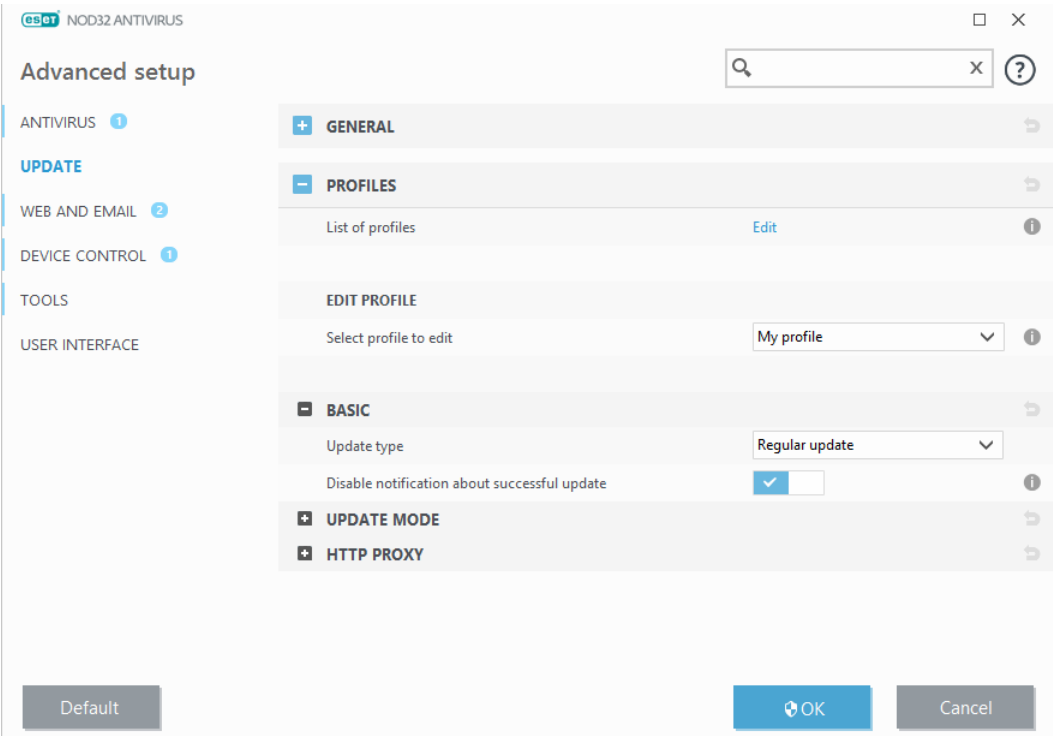 eset NOD32 ANTIVIRUS
Advanced setup
ANTIVIRUS 1
UPDATE
WEB AND EMAIL 2
DEVICE CONTROL 1
TOOLS
USER INTERFACE
GENERAL
PROFILES
List of profiles Edit
EDIT PROFILE
Select profile to edit My profile
BASIC
Update type Regular update
Disable notification about successful update
UPDATE MODE
HTTP PROXY
Default OK Cancel